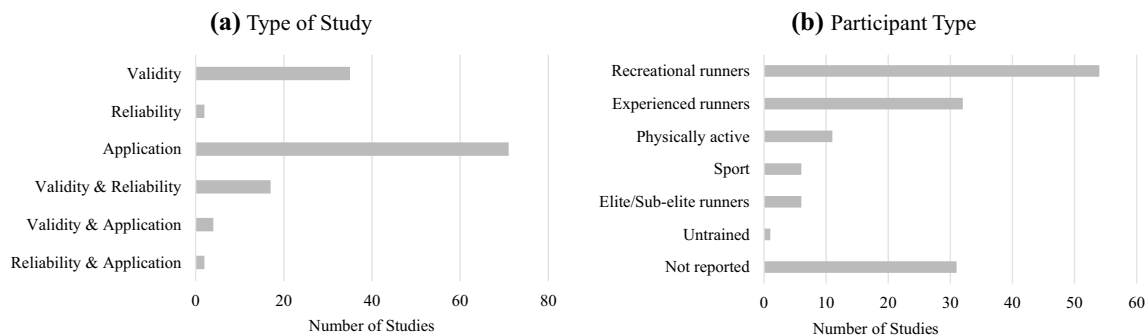 (a) Type of Study
Validity
Reliability
Application
Validity & Reliability
Validity & Application
Reliability & Application
0 20 40 60 80
Number of Studies
(b) Participant Type
Recreational runners
Experienced runners
Physically active
Sport
Elite/Sub-elite runners
Untrained
Not reported
0 10 20 30 40 50 60
Number of Studies